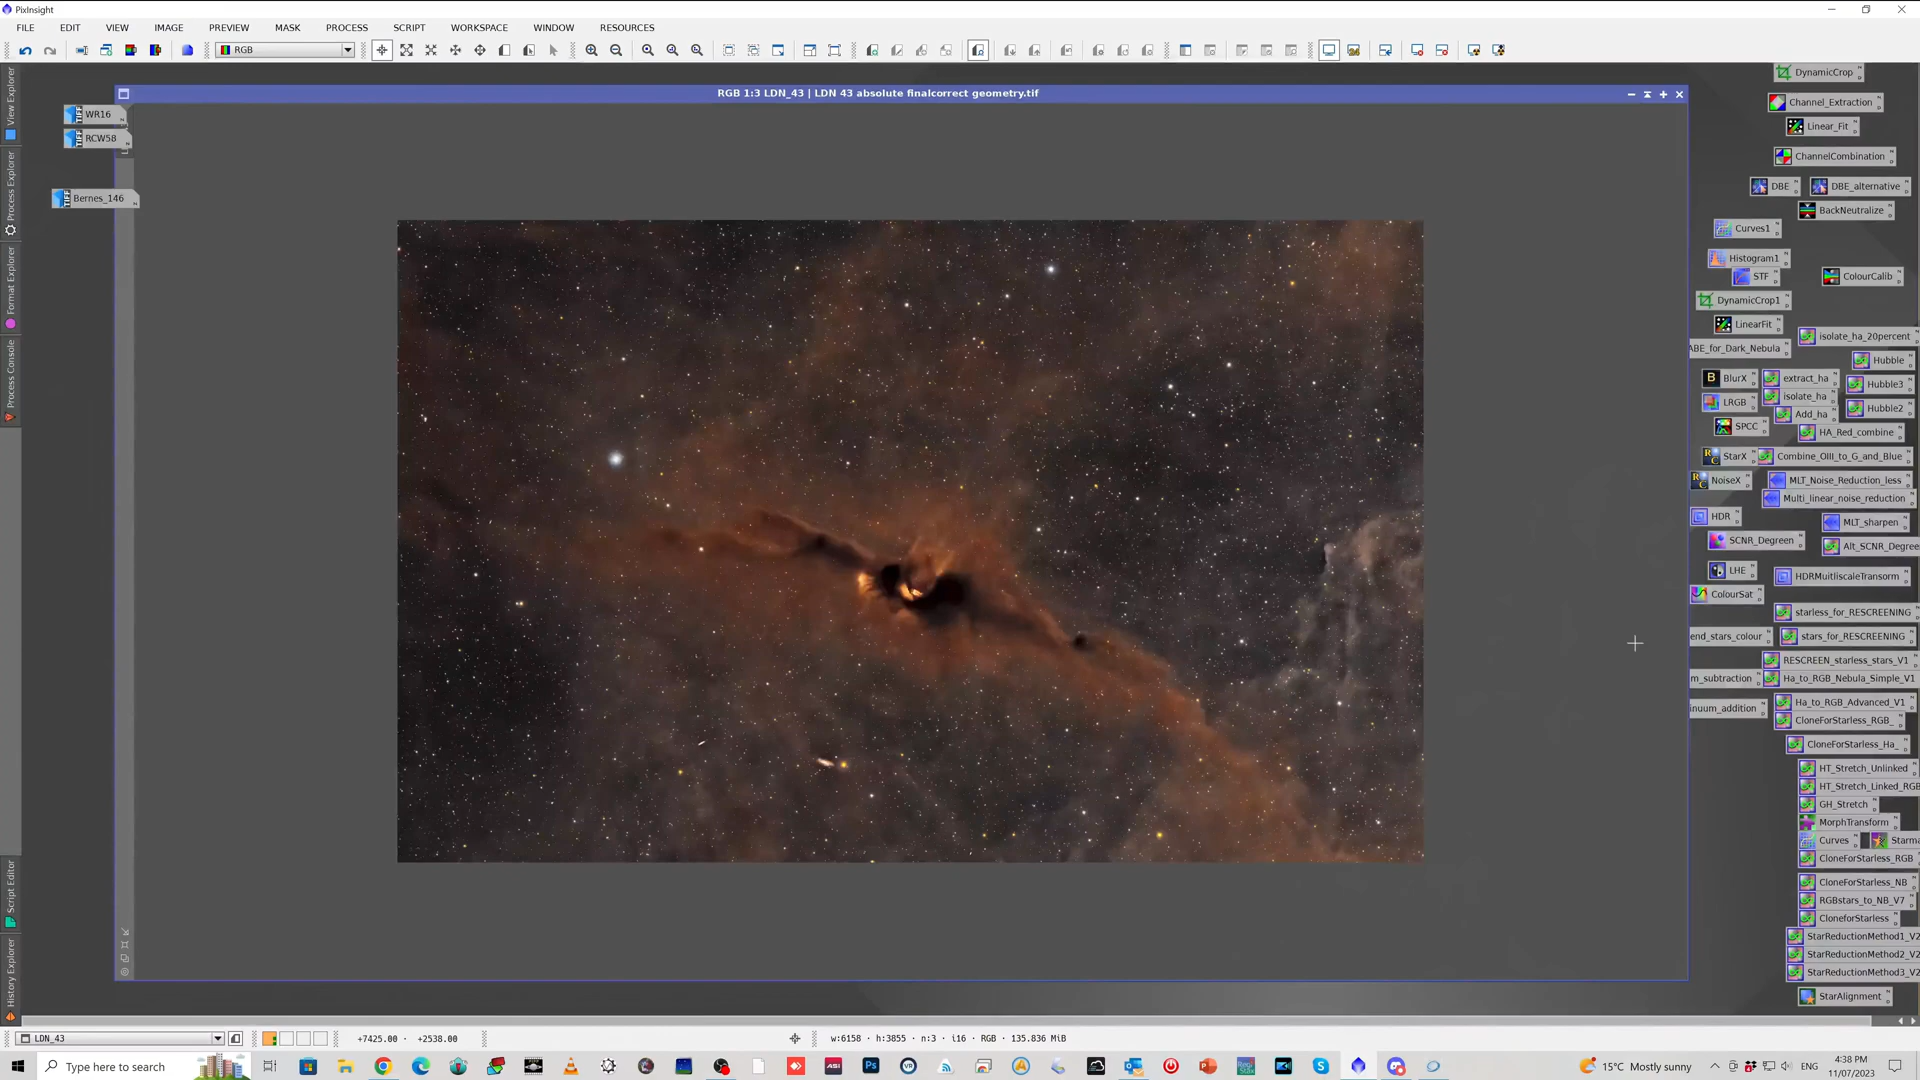 PixInsight
FILE EDIT VIEW IMAGE PREVIEW MASK PROCESS SCRIPT WORKSPACE WINDOW RESOURCES
RGB
RGB 1:3 LDN_43 | LDN 43 absolute finalcorrect geometry.tif
View Explorer
Process Explorer
Format Explorer
Process Console
Script Editor
History Explorer
WR16
RCW58
Bernes_146
DynamicCrop
Channel_Extraction
Linear_Fit
ChannelCombination
DBE DBE_alternative
BackNeutralize
Curves1
Histogram1
STF ColourCalib
DynamicCrop1
LinearFit
isolate_ha_20percent
ABE_for_Dark_Nebula
Hubble
BlurX extract_ha Hubble3
isolate_ha
LRGB Add_ha Hubble2
SPCC HA_Red_combine
StarX Combine_OIII_to_G_and_Blue
NoiseX MLT_Noise_Reduction_less
Multi_linear_noise_reduction
HDR MLT_sharpen
SCNR_Degreen Alt_SCNR_Degree
LHE HDRMuitliscaleTransorm
ColourSat
starless_for_RESCREENING
end_stars_colour stars_for_RESCREENING
RESCREEN_starless_stars_V1
m_subtraction Ha_to_RGB_Nebula_Simple_V1
inuum_addition Ha_to_RGB_Advanced_V1
CloneForStarless_RGB_
CloneForStarless_Ha_
HT_Stretch_Unlinked
HT_Stretch_Linked_RGB
GH_Stretch
MorphTransform
Curves Starma
CloneForStarless_RGB
CloneForStarless_NB
RGBstars_to_NB_V7
CloneforStarless
StarReductionMethod1_V2
StarReductionMethod2_V2
StarReductionMethod3_V2
StarAlignment
LDN_43 +7425.00 · +2538.00 w:6158 · h:3855 · n:3 · i16 · RGB · 135.836 MiB
Type here to search
15°C Mostly sunny
ENG
4:38 PM
11/07/2023